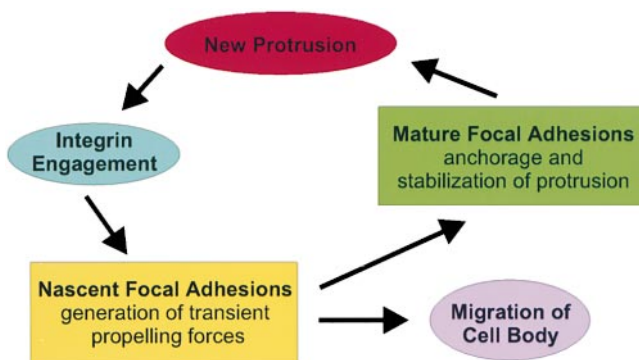 New Protrusion
Integrin
Engagement
Mature Focal Adhesions
anchorage and
stabilization of protrusion
Nascent Focal Adhesions
generation of transient
propelling forces
Migration of
Cell Body